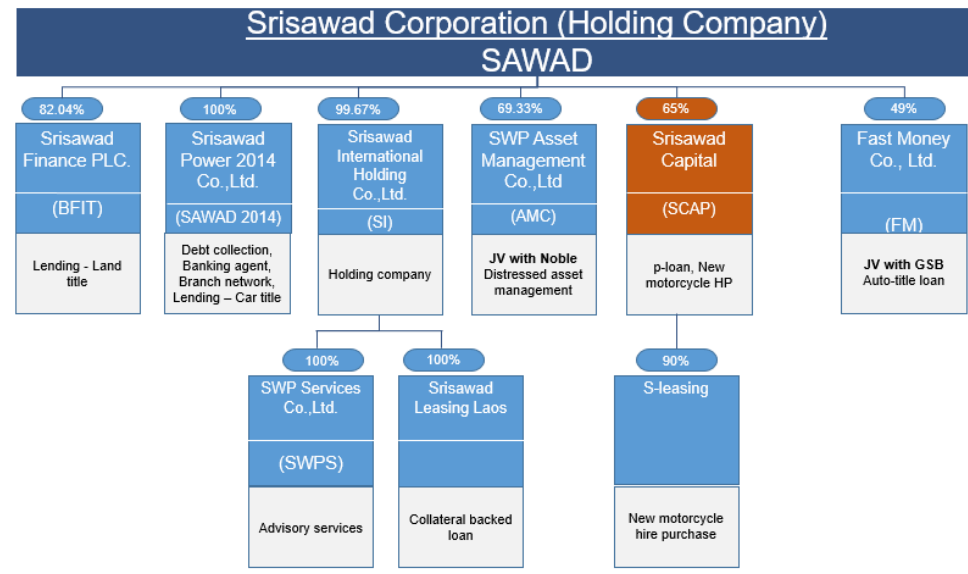 Srisawad Corporation (Holding Company)
SAWAD
82.04%
Srisawad
Finance PLC.
(BFIT)
Lending - Land
title
100%
Srisawad
Power 2014
Co.,Ltd.
(SAWAD 2014)
Debt collection,
Banking agent,
Branch network,
Lending – Car title
99.67%
Srisawad
International
Holding
Co.,Ltd.
(SI)
Holding company
69.33%
SWP Asset
Management
Co.,Ltd
(AMC)
JV with Noble
Distressed asset
management
65%
Srisawad
Capital
(SCAP)
p-loan, New
motorcycle HP
49%
Fast Money
Co., Ltd.
(FM)
JV with GSB
Auto-title loan
100%
SWP Services
Co.,Ltd.
(SWPS)
Advisory services
100%
Srisawad
Leasing Laos
Collateral backed
loan
90%
S-leasing
New motorcycle
hire purchase